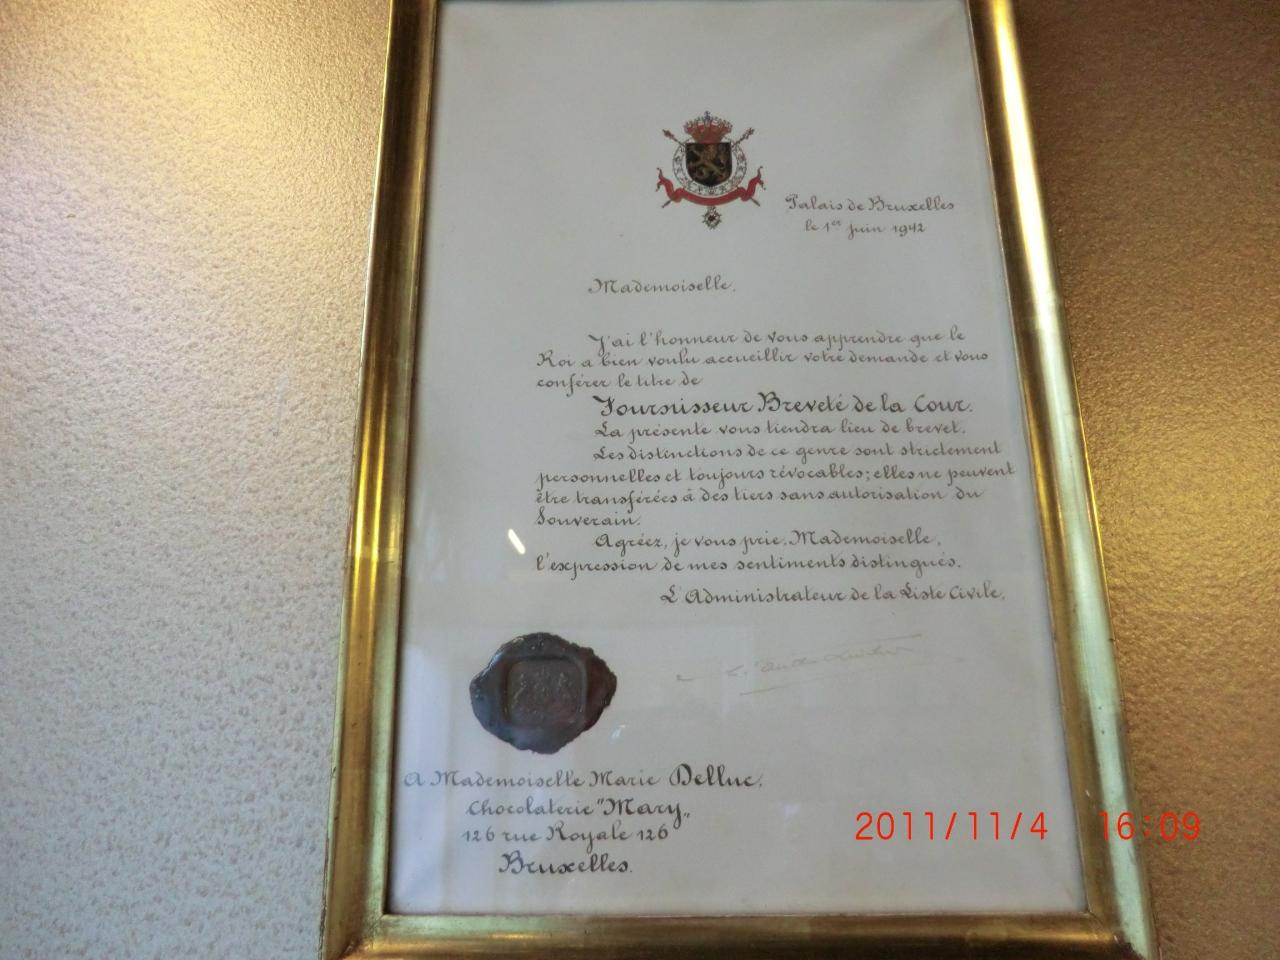 Palais de Bruxelles
le 1er juin 1942
Mademoiselle,
J'ai l'honneur de vous apprendre que le
Roi a bien voulu accueillir votre demande et vous
conférer le titre de
Fournisseur Breveté de la Cour.
La présente vous tiendra lieu de brevet.
Les distinctions de ce genre sont strictement
personnelles et toujours révocables; elles ne peuvent
être transférées à des tiers sans autorisation du
Souverain.
Agréez, je vous prie, Mademoiselle,
l'expression de mes sentiments distingués.
L'Administrateur de la Liste Civile,
A Mademoiselle Marie Delluc,
Chocolaterie "Mary"
126 rue Royale 126
Bruxelles.
2011/11/4 16:09